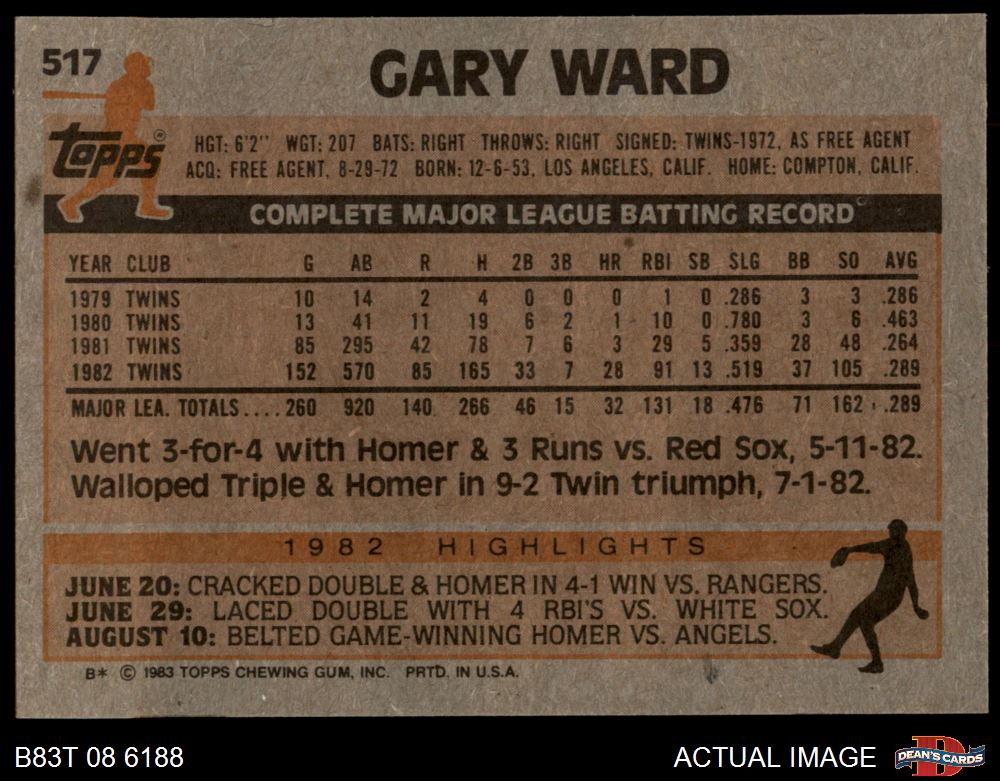 517
GARY WARD
topps®
HGT: 6'2" WGT: 207 BATS: RIGHT THROWS: RIGHT SIGNED: TWINS-1972, AS FREE AGENT
ACQ: FREE AGENT, 8-29-72 BORN: 12-6-53, LOS ANGELES, CALIF. HOME: COMPTON, CALIF.
COMPLETE MAJOR LEAGUE BATTING RECORD
YEAR CLUB G AB R H 2B 3B HR RBI SB SLG BB SO AVG
1979 TWINS 10 14 2 4 0 0 0 1 0 .286 3 3 .286
1980 TWINS 13 41 11 19 6 2 1 10 0 .780 3 6 .463
1981 TWINS 85 295 42 78 7 6 3 29 5 .359 28 48 .264
1982 TWINS 152 570 85 165 33 7 28 91 13 .519 37 105 .289
MAJOR LEA. TOTALS.... 260 920 140 266 46 15 32 131 18 .476 71 162 .289
Went 3-for-4 with Homer & 3 Runs vs. Red Sox, 5-11-82.
Walloped Triple & Homer in 9-2 Twin triumph, 7-1-82.
1982 HIGHLIGHTS
JUNE 20: CRACKED DOUBLE & HOMER IN 4-1 WIN VS. RANGERS.
JUNE 29: LACED DOUBLE WITH 4 RBI'S VS. WHITE SOX.
AUGUST 10: BELTED GAME-WINNING HOMER VS. ANGELS.
B* © 1983 TOPPS CHEWING GUM, INC. PRTD. IN U.S.A.
B83T 08 6188
ACTUAL IMAGE
D
DEAN'S CARDS